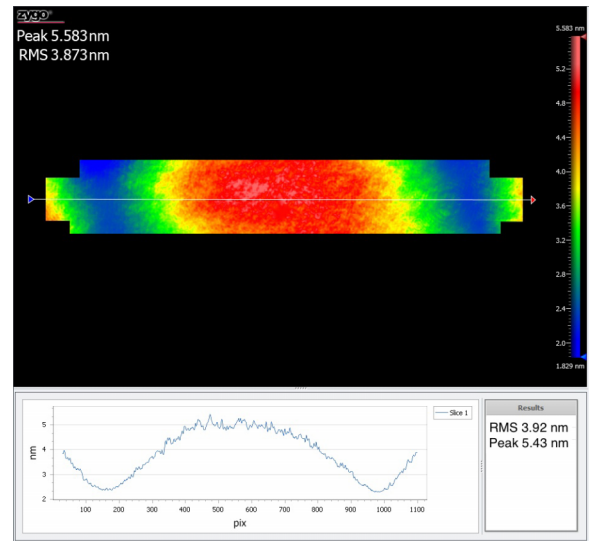 zygo
Peak 5.583nm
RMS 3.873nm
5.583 nm
5.2
4.8
4.4
4.0
3.6
3.2
2.8
2.4
2.0
1.829 nm
5
4
3
2
nm
100 200 300 400 500 600 700 800 900 1000 1100
pix
Slice 1
Results
RMS 3.92 nm
Peak 5.43 nm